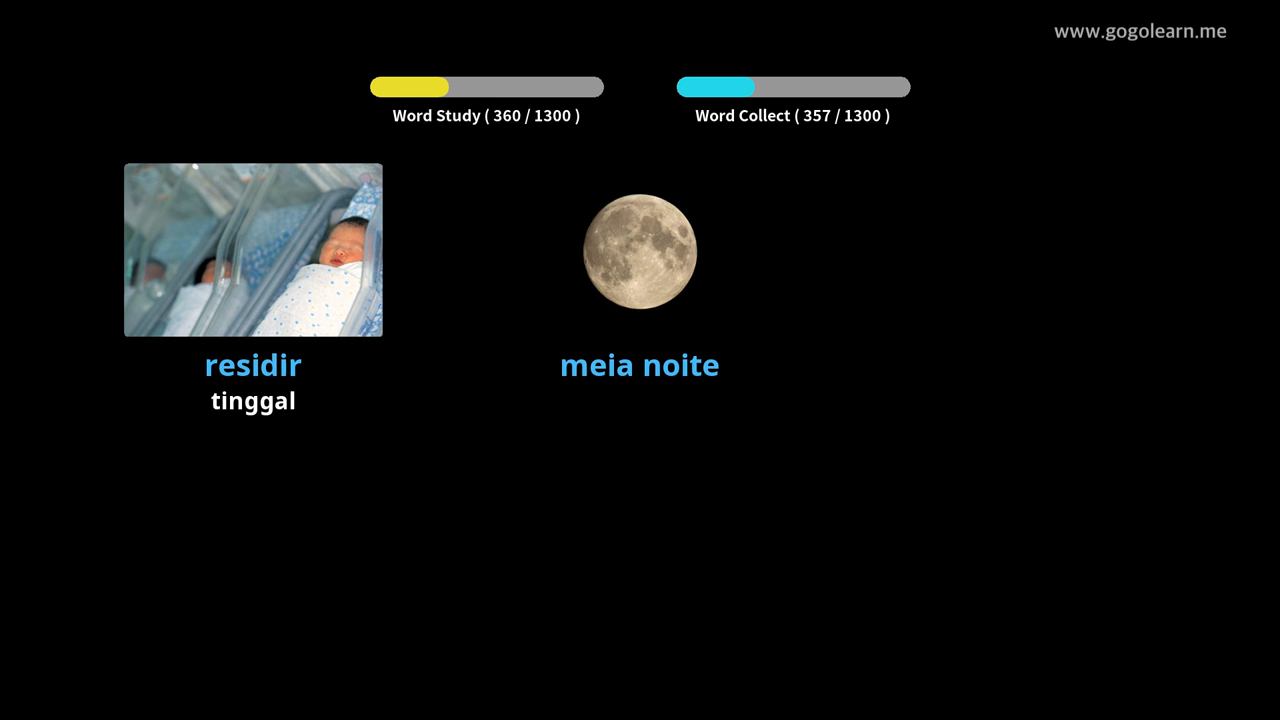 www.gogolearn.me
Word Study ( 360 / 1300 )
Word Collect ( 357 / 1300 )
residir
tinggal
meia noite